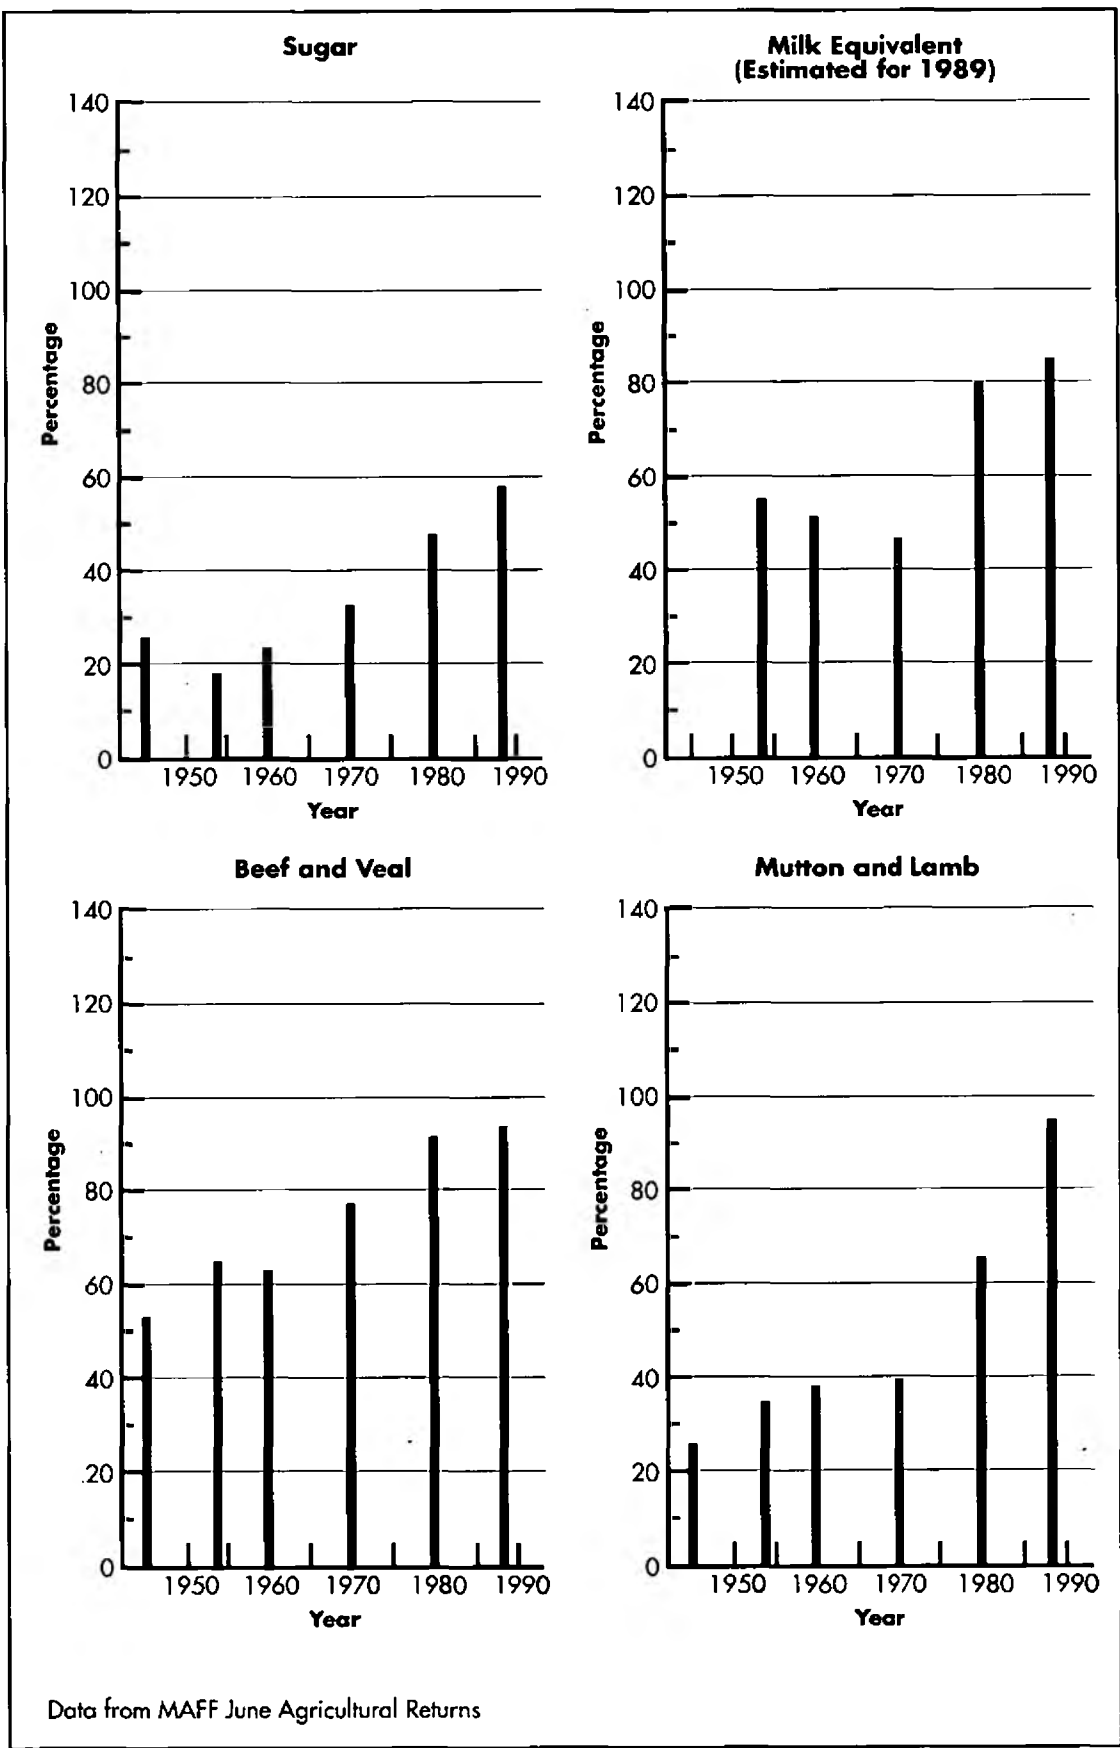 Sugar
140
120
100
80
60
40
20
0
Percentage
1950 1960 1970 1980 1990
Year
Milk Equivalent
(Estimated for 1989)
140
120
100
80
60
40
20
0
Percentage
1950 1960 1970 1980 1990
Year
Beef and Veal
140
120
100
80
60
40
20
0
Percentage
1950 1960 1970 1980 1990
Year
Mutton and Lamb
140
120
100
80
60
40
20
0
Percentage
1950 1960 1970 1980 1990
Year
Data from MAFF June Agricultural Returns